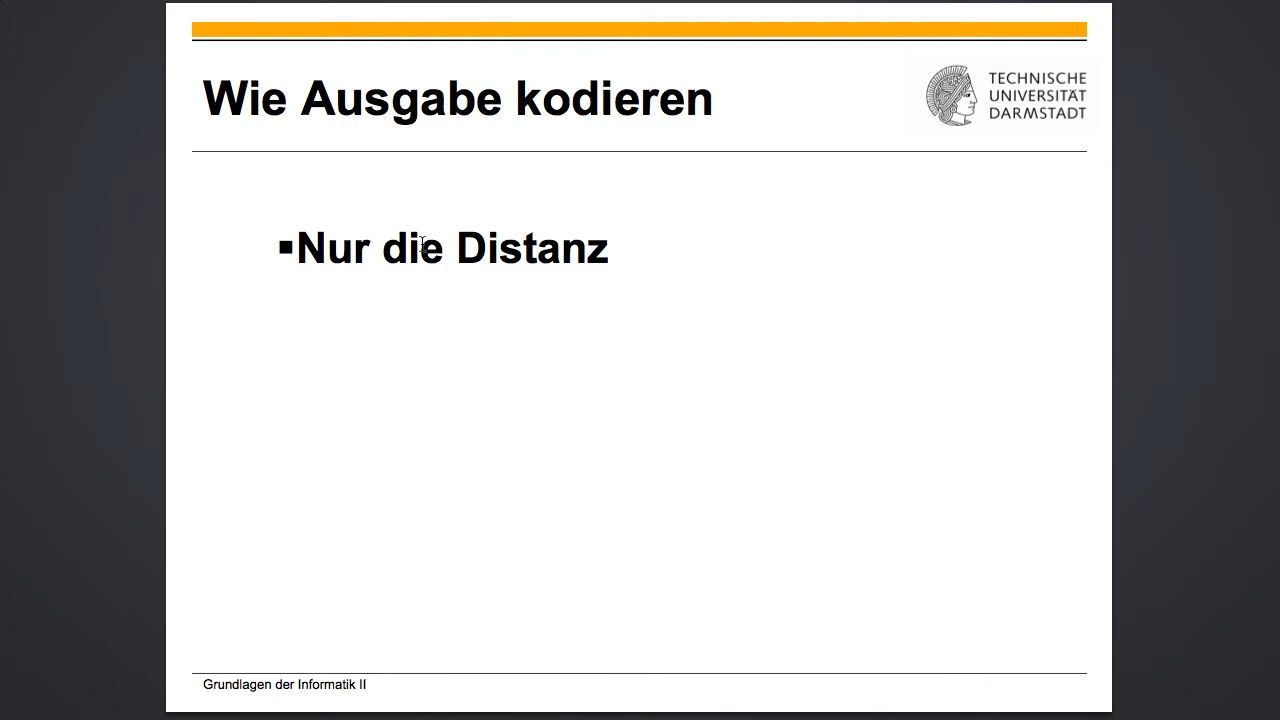 Wie Ausgabe kodieren
TECHNISCHE
UNIVERSITÄT
DARMSTADT
▪Nur die Distanz
Grundlagen der Informatik II